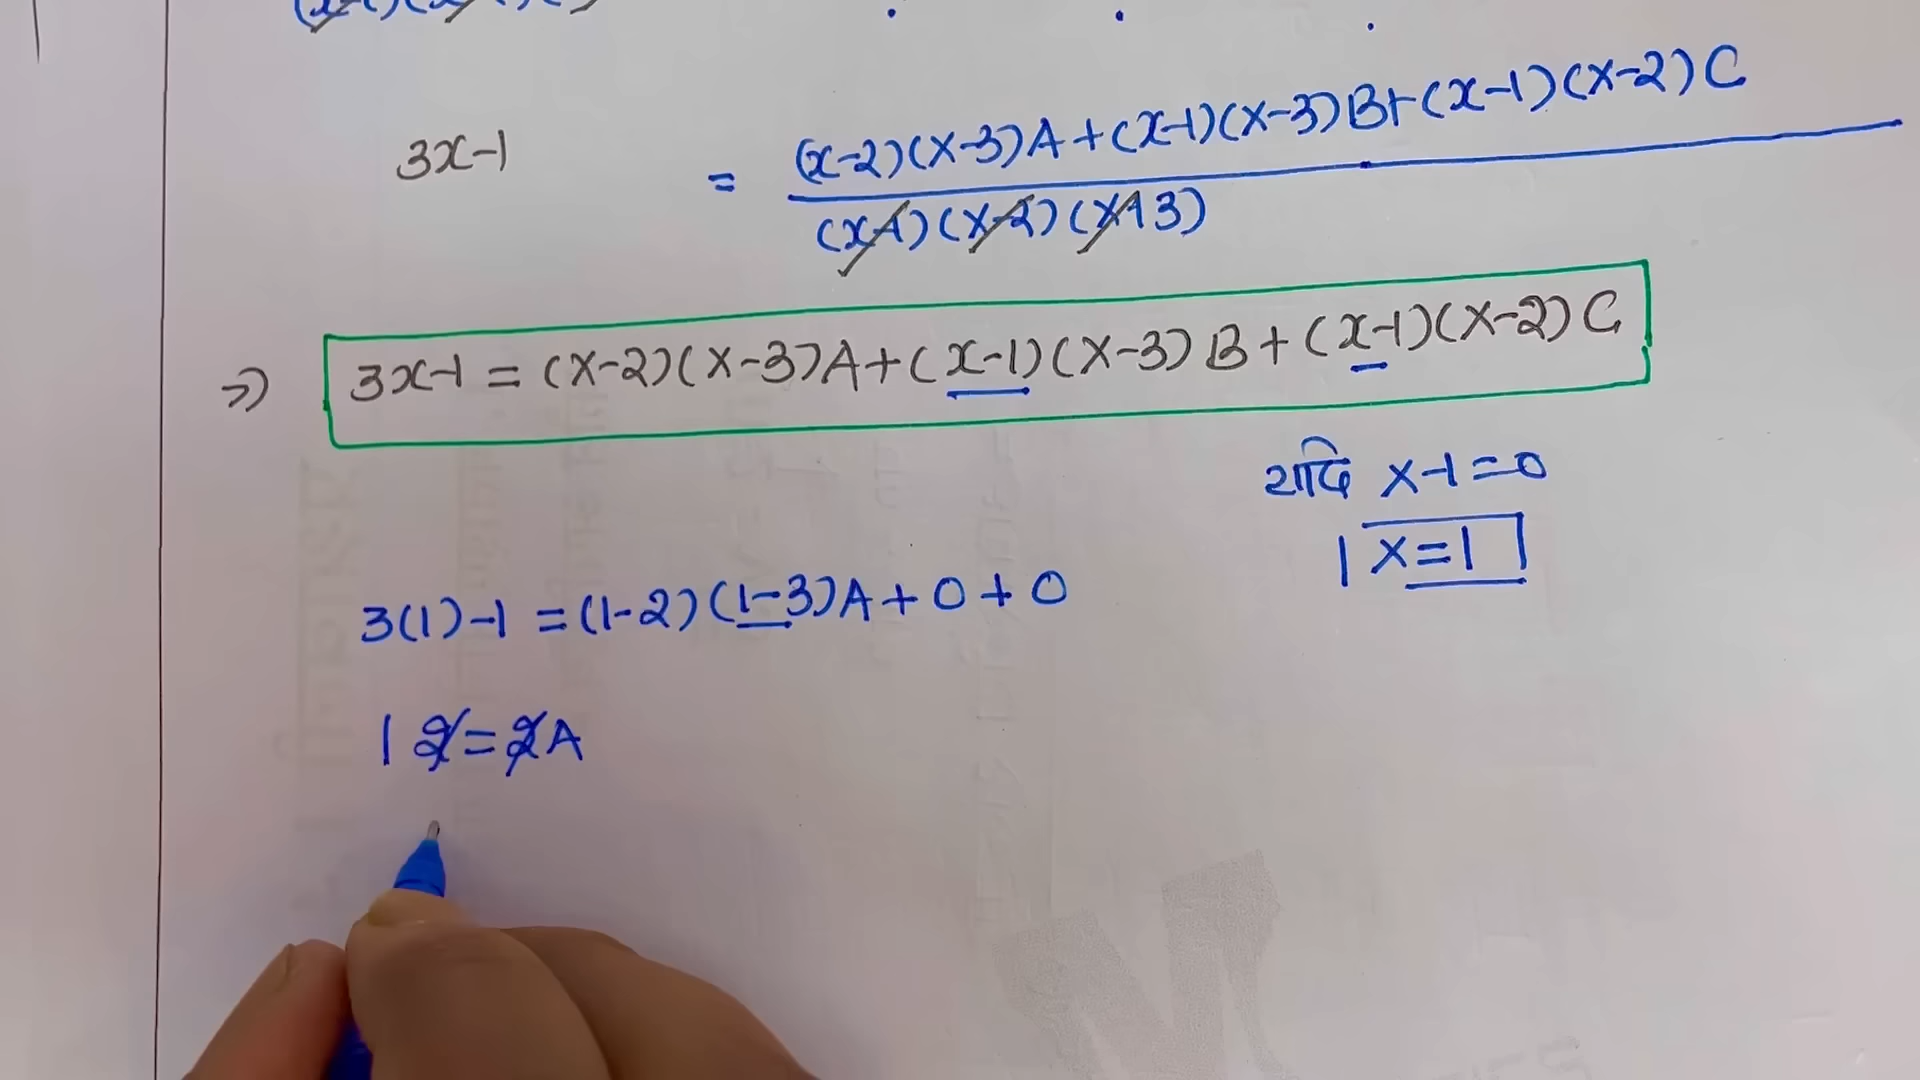 3x-1 = (x-2)(x-3)A+(x-1)(x-3)B+(x-1)(x-2)C
(x-1)(x-2)(x-3)
⇒ 3x-1 = (x-2)(x-3)A+(x-1)(x-3)B+(x-1)(x-2)C
यदि x-1=0
x=1
3(1)-1 = (1-2)(1-3)A+0+0
1 2=2A